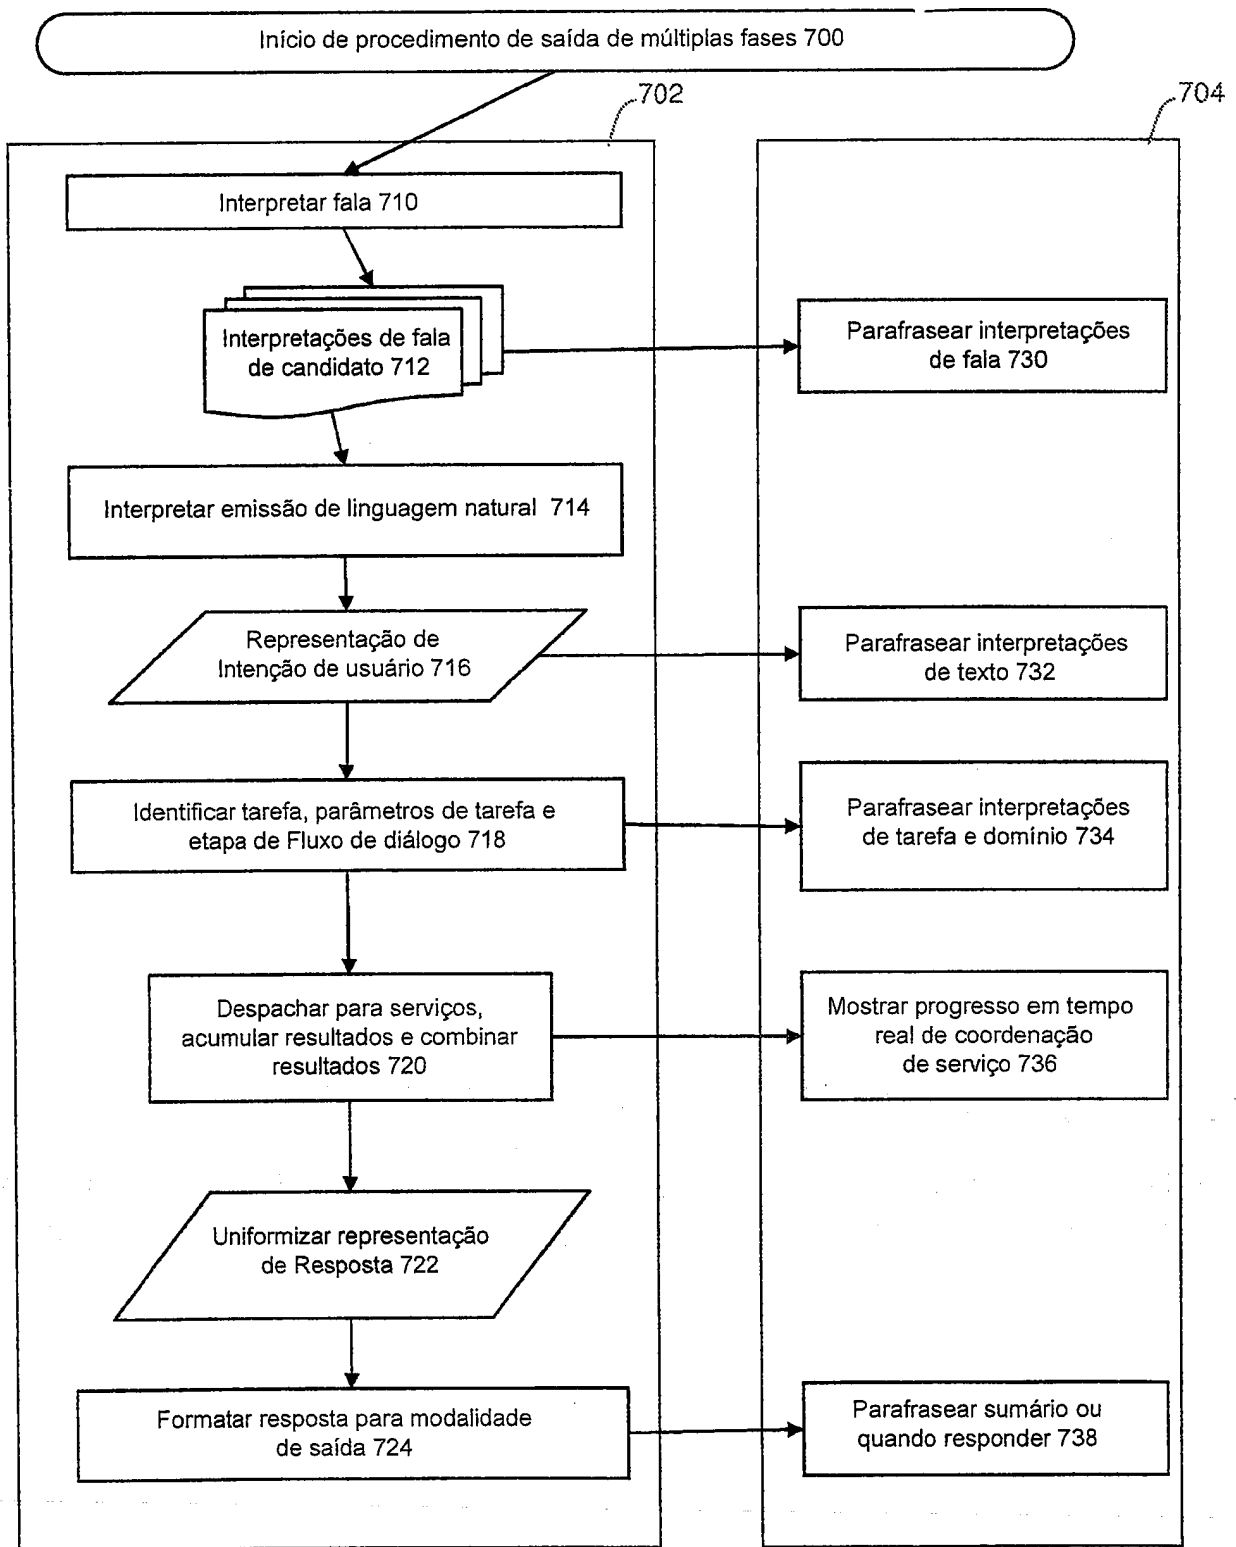 Início de procedimento de saída de múltiplas fases 700
702
704
Interpretar fala 710
Interpretações de fala
de candidato 712
Parafrasear interpretações
de fala 730
Interpretar emissão de linguagem natural 714
Representação de
Intenção de usuário 716
Parafrasear interpretações
de texto 732
Identificar tarefa, parâmetros de tarefa e
etapa de Fluxo de diálogo 718
Parafrasear interpretações
de tarefa e domínio 734
Despachar para serviços,
acumular resultados e combinar
resultados 720
Mostrar progresso em tempo
real de coordenação
de serviço 736
Uniformizar representação
de Resposta 722
Formatar resposta para modalidade
de saída 724
Parafrasear sumário ou
quando responder 738